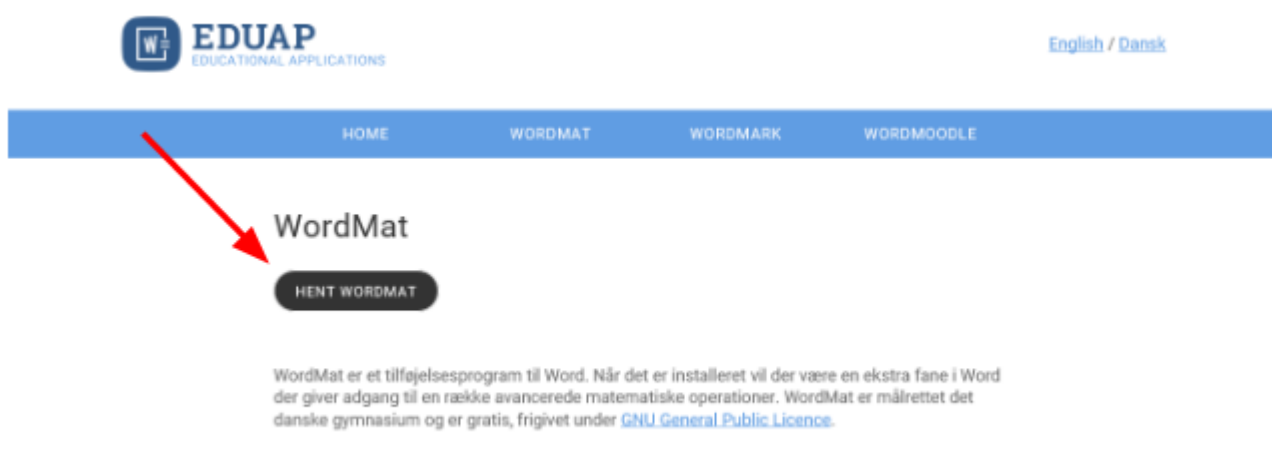 W=
EDUAP
EDUCATIONAL APPLICATIONS
English / Dansk
HOME WORDMAT WORDMARK WORDMOODLE
WordMat
HENT WORDMAT
WordMat er et tilføjelsesprogram til Word. Når det er installeret vil der være en ekstra fane i Word
der giver adgang til en række avancerede matematiske operationer. WordMat er målrettet det
danske gymnasium og er gratis, frigivet under GNU General Public Licence.